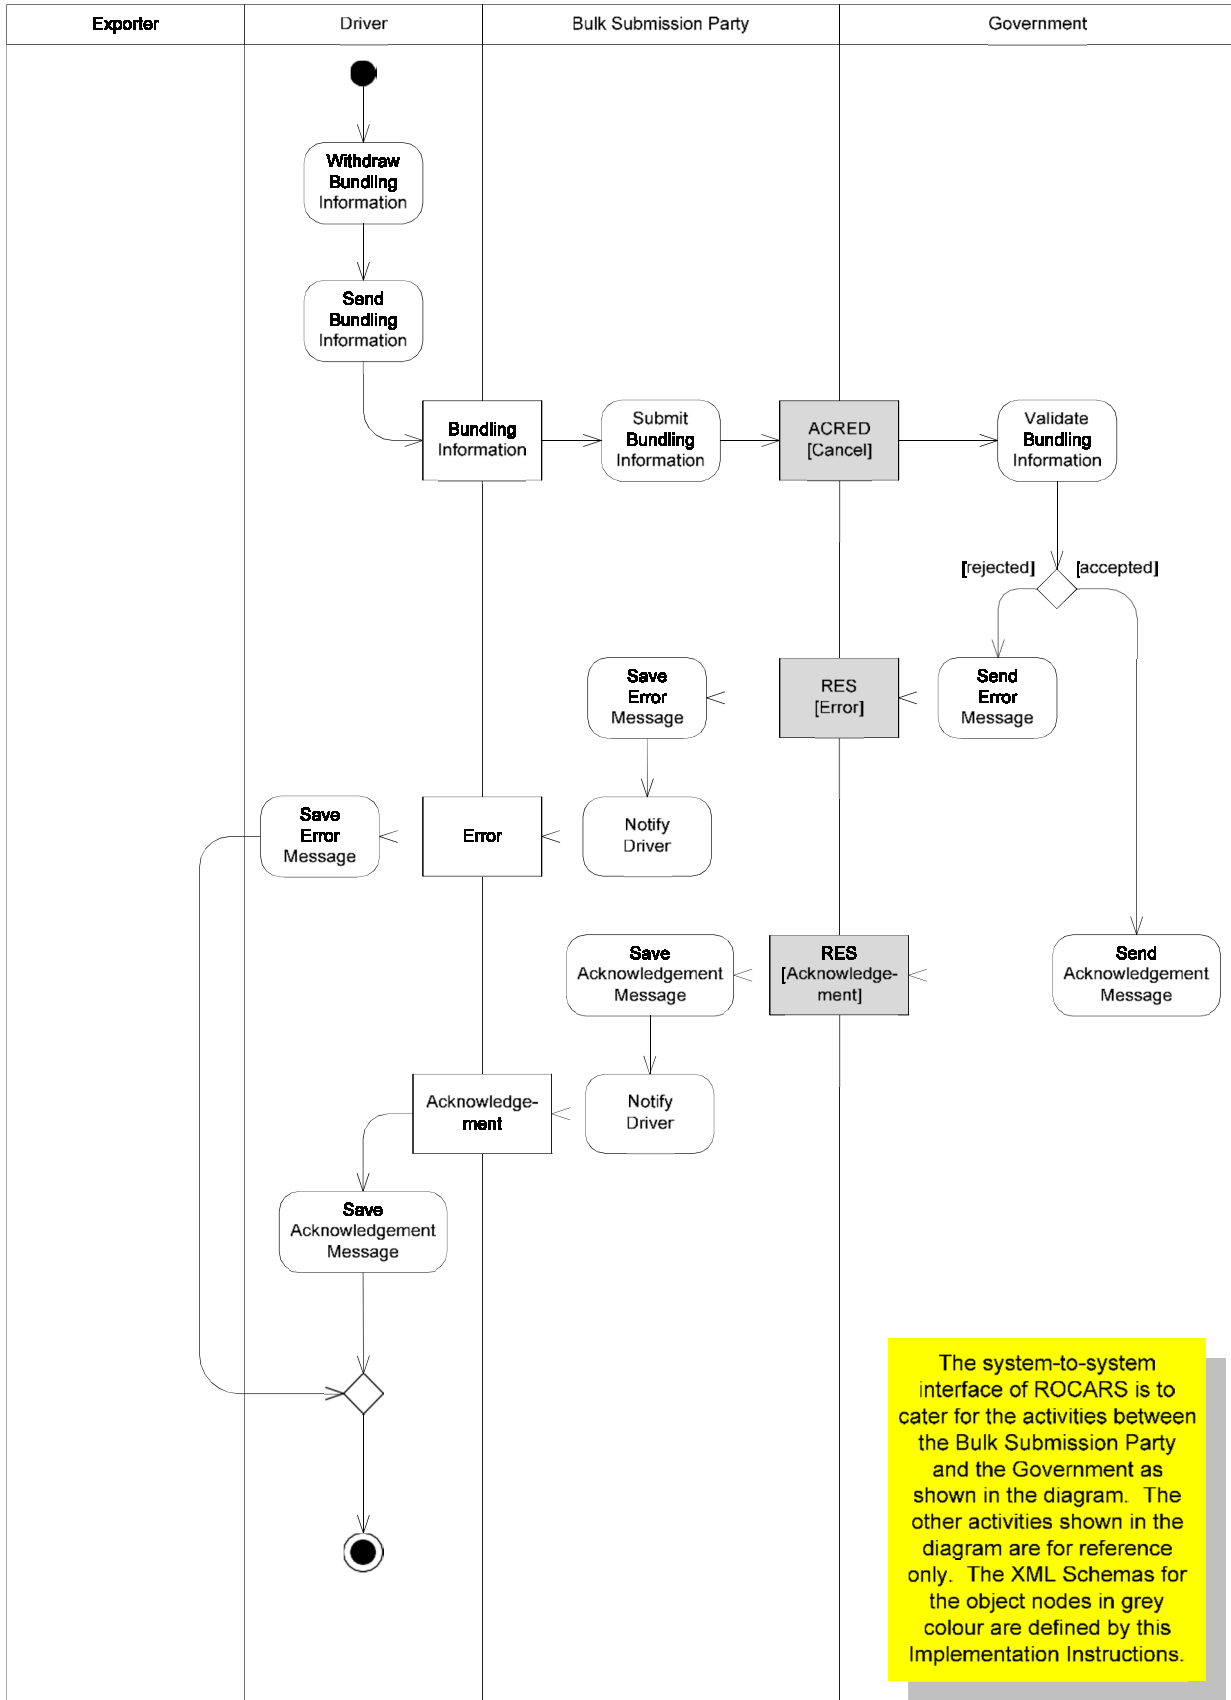 Exporter
Driver
Bulk Submission Party
Government
Withdraw
Bundling
Information
Send
Bundling
Information
Bundling
Information
Submit
Bundling
Information
ACRED
[Cancel]
Validate
Bundling
Information
[rejected]
[accepted]
Save
Error
Message
RES
[Error]
Send
Error
Message
Save
Error
Message
Error
Notify
Driver
Save
Acknowledgement
Message
RES
[Acknowledge-
ment]
Send
Acknowledgement
Message
Acknowledge-
ment
Notify
Driver
Save
Acknowledgement
Message
The system-to-system
interface of ROCARS is to
cater for the activities between
the Bulk Submission Party
and the Government as
shown in the diagram. The
other activities shown in the
diagram are for reference
only. The XML Schemas for
the object nodes in grey
colour are defined by this
Implementation Instructions.